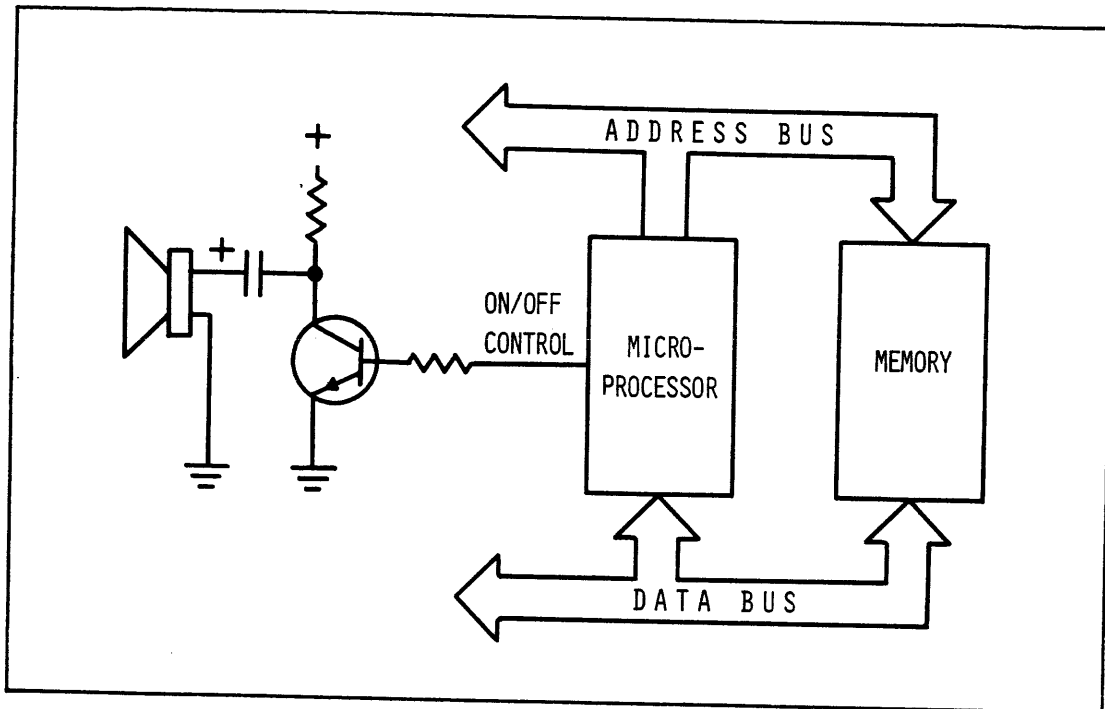 ADDRESS BUS
+
+
ON/OFF
CONTROL
MICRO-
PROCESSOR
MEMORY
DATA BUS